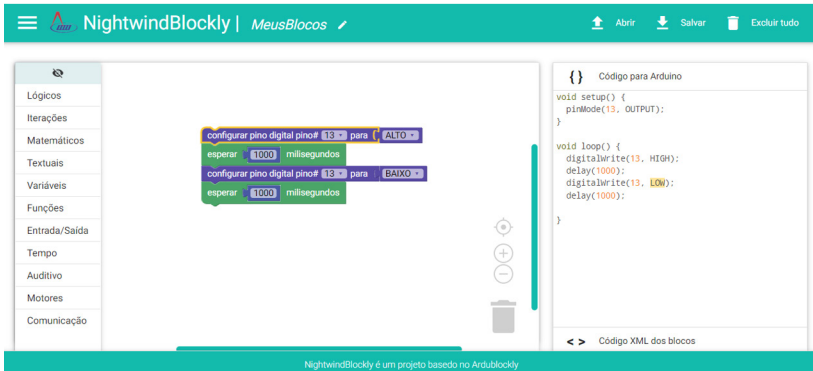 NightwindBlockly | MeusBlocos
Abrir
Salvar
Excluir tudo
Lógicos
Iterações
Matemáticos
Textuais
Variáveis
Funções
Entrada/Saída
Tempo
Auditivo
Motores
Comunicação
configurar pino digital pino# 13 para ALTO
esperar 1000 milisegundos
configurar pino digital pino# 13 para BAIXO
esperar 1000 milisegundos
{} Código para Arduino
void setup() {
pinMode(13, OUTPUT);
}
void loop() {
digitalWrite(13, HIGH);
delay(1000);
digitalWrite(13, LOW);
delay(1000);
}
< > Código XML dos blocos
NightwindBlockly é um projeto basedo no Ardublockly